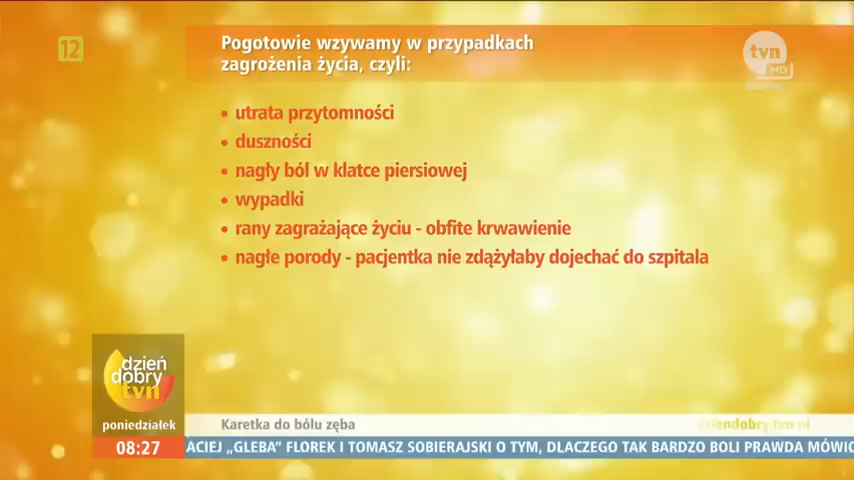 12
Pogotowie wzywamy w przypadkach
zagrożenia życia, czyli:
tvn
HD
• utrata przytomności
• duszności
• nagły ból w klatce piersiowej
• wypadki
• rany zagrażające życiu - obfite krwawienie
• nagłe porody - pacjentka nie zdążyłaby dojechać do szpitala
dzień
dobry
tvn
poniedziałek
Karetka do bólu zęba
dobry.tvn.pl
08:27
ACIEJ „GLEBA” FLOREK I TOMASZ SOBIERAJSKI O TYM, DLACZEGO TAK BARDZO BOLI PRAWDA MÓWIO